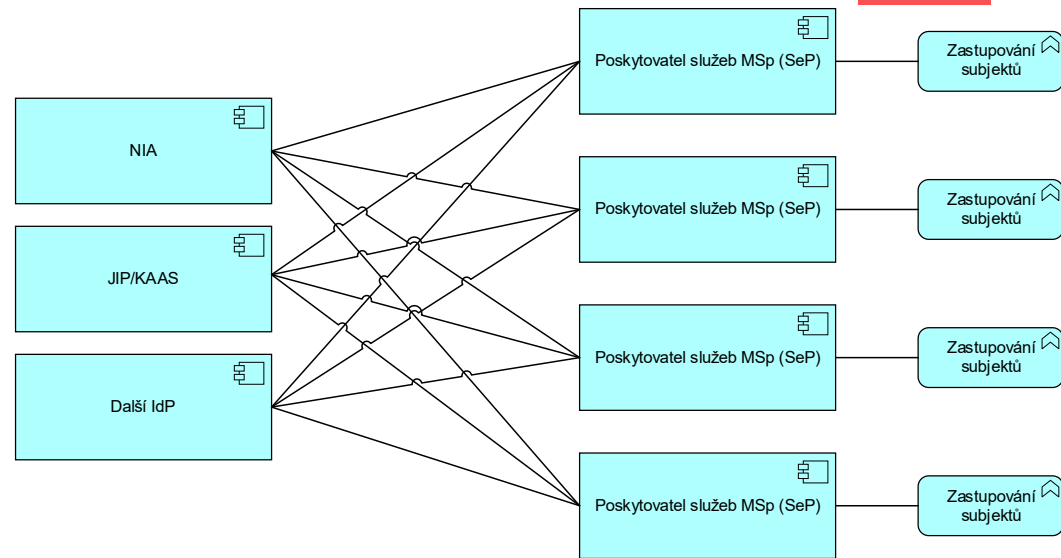 NIA
JIP/KAAS
Další IdP
Poskytovatel služeb MSp (SeP)
Zastupování
subjektů
Poskytovatel služeb MSp (SeP)
Zastupování
subjektů
Poskytovatel služeb MSp (SeP)
Zastupování
subjektů
Poskytovatel služeb MSp (SeP)
Zastupování
subjektů